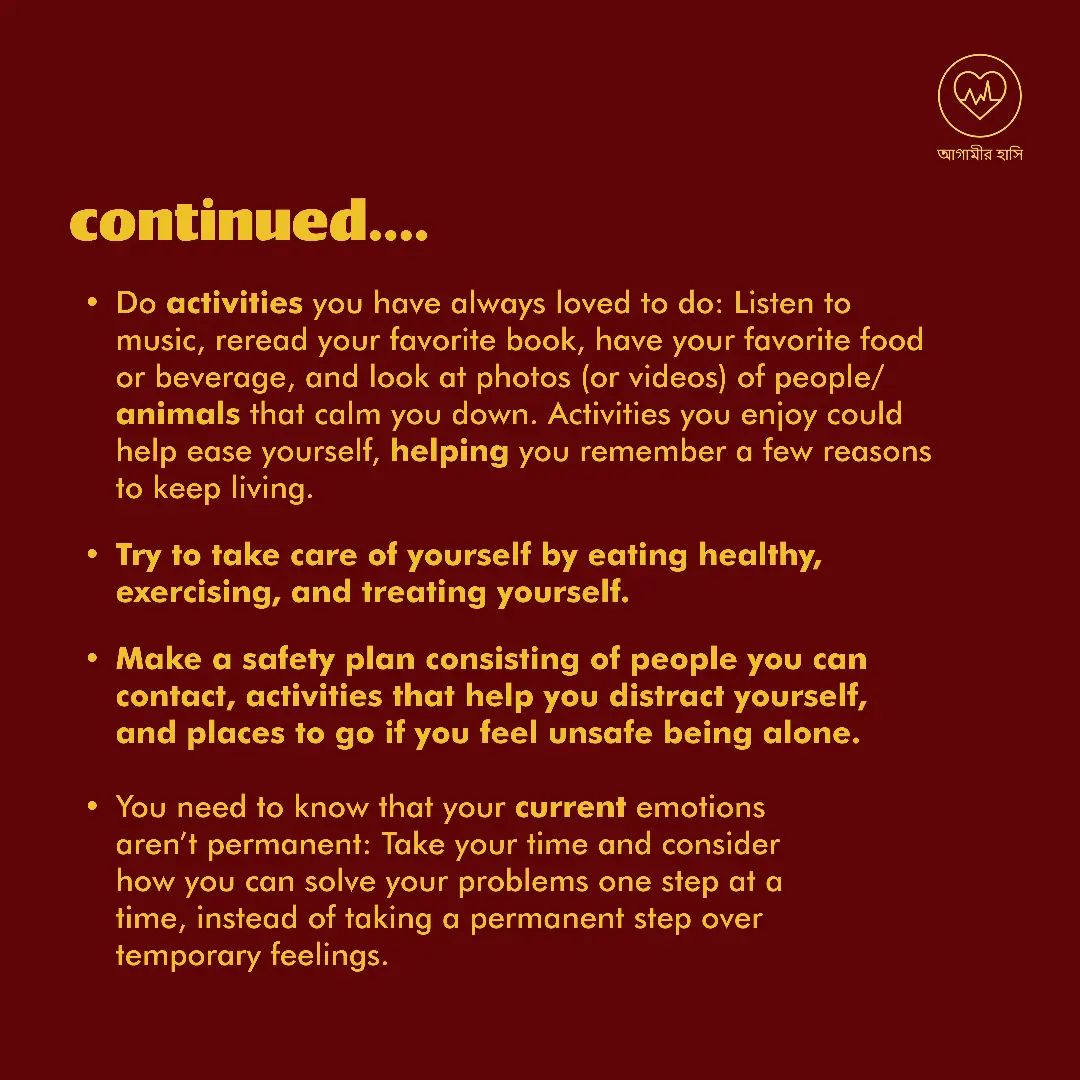 আগামীর হাসি
continued....
• Do activities you have always loved to do: Listen to
music, reread your favorite book, have your favorite food
or beverage, and look at photos (or videos) of people/
animals that calm you down. Activities you enjoy could
help ease yourself, helping you remember a few reasons
to keep living.
• Try to take care of yourself by eating healthy,
exercising, and treating yourself.
• Make a safety plan consisting of people you can
contact, activities that help you distract yourself,
and places to go if you feel unsafe being alone.
• You need to know that your current emotions
aren’t permanent: Take your time and consider
how you can solve your problems one step at a
time, instead of taking a permanent step over
temporary feelings.